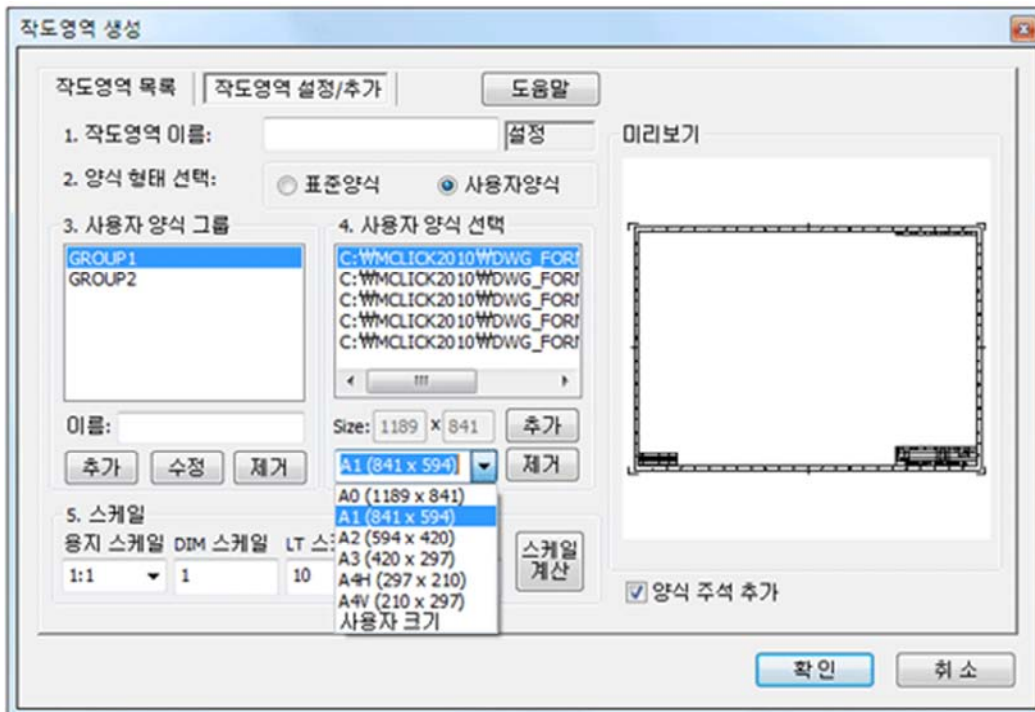 작도영역 생성
작도영역 목록 작도영역 설정/추가 도움말
1. 작도영역 이름: 설정
2. 양식 형태 선택: 표준양식 사용자양식
3. 사용자 양식 그룹
GROUP1
GROUP2
이름:
추가 수정 제거
4. 사용자 양식 선택
C:₩MCLICK2010₩DWG_FORM
C:₩MCLICK2010₩DWG_FORM
C:₩MCLICK2010₩DWG_FORM
C:₩MCLICK2010₩DWG_FORM
C:₩MCLICK2010₩DWG_FORM
Size: 1189 x 841 추가
A1 (841 x 594) 제거
A0 (1189 x 841)
A1 (841 x 594)
A2 (594 x 420)
A3 (420 x 297)
A4H (297 x 210)
A4V (210 x 297)
사용자 크기
5. 스케일
용지 스케일 DIM 스케일 LT
1:1 1 10
스케일
계산
미리보기
양식 주석 추가
확인 취소